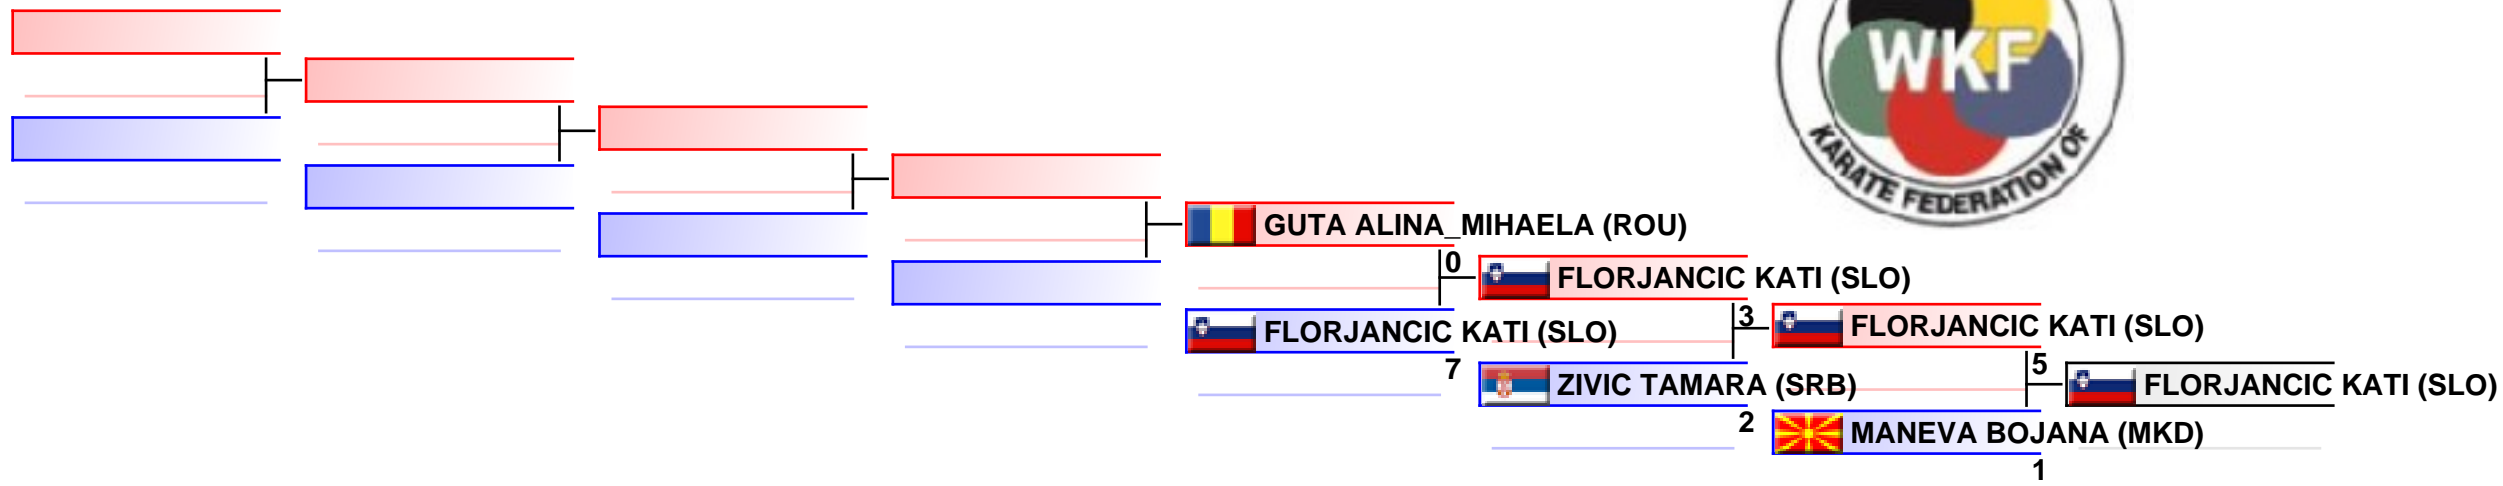 WKF
KARATE FEDERATION OF
GUTA ALINA_MIHAELA (ROU)
0
FLORJANCIC KATI (SLO)
FLORJANCIC KATI (SLO)
7
3
FLORJANCIC KATI (SLO)
ZIVIC TAMARA (SRB)
2
5
FLORJANCIC KATI (SLO)
MANEVA BOJANA (MKD)
1